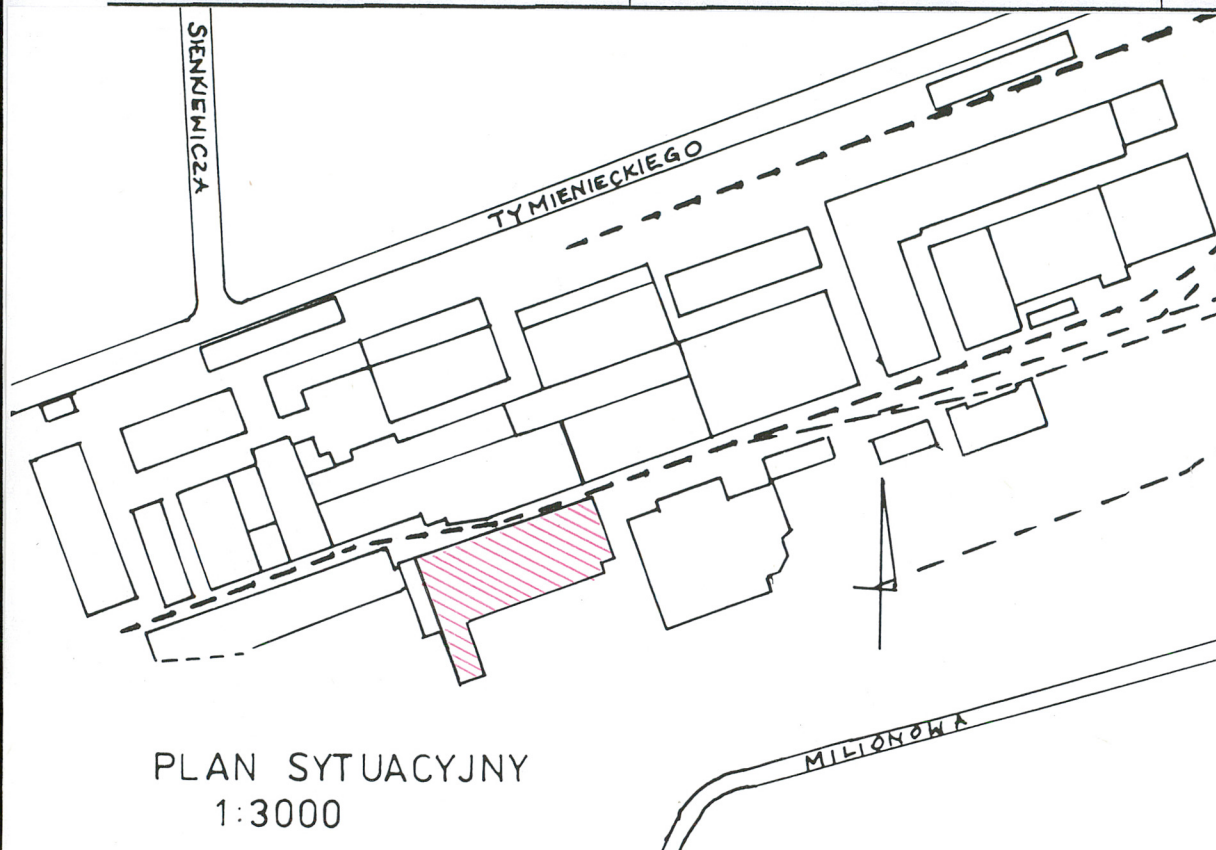 SIENKIEWICZA
TYMIENIECKIEGO
MILIONOWA
PLAN SYTUACYJNY
1:3000